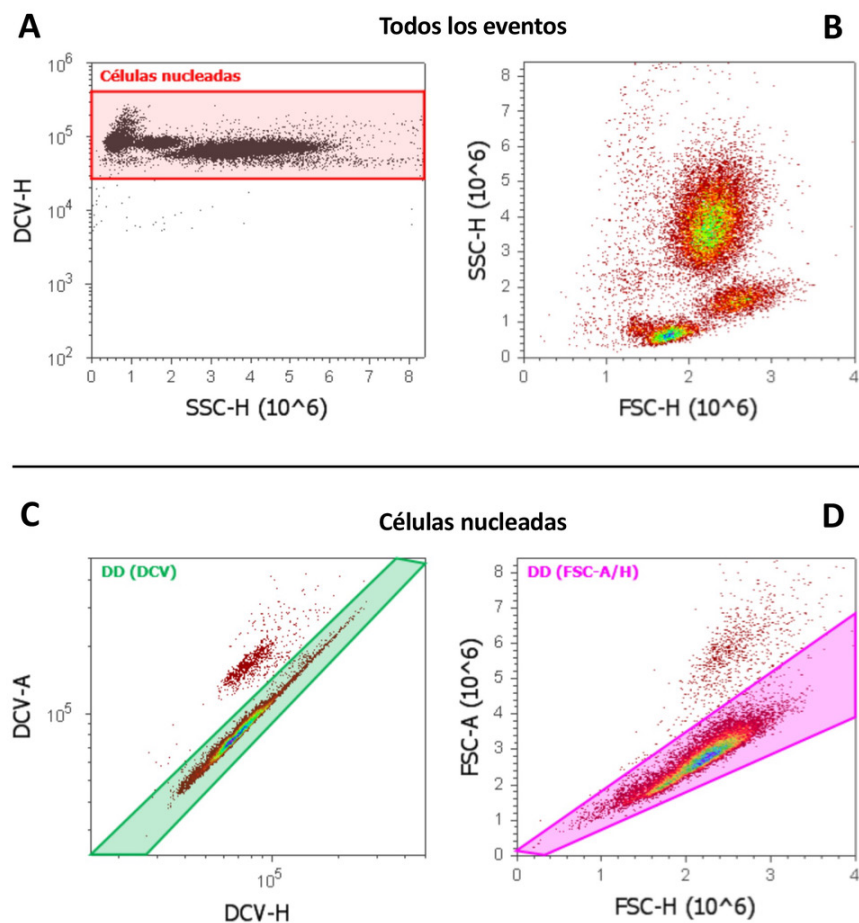 A
Todos los eventos
B
10^6
Células nucleadas
10^5
10^4
10^3
10^2
DCV-H
0 1 2 3 4 5 6 7 8
SSC-H (10^6)
8
7
6
5
4
3
2
1
0
SSC-H (10^6)
0 1 2 3 4
FSC-H (10^6)
C
Células nucleadas
D
DD (DCV)
10^5
DCV-A
10^5
DCV-H
DD (FSC-A/H)
8
7
6
5
4
3
2
1
0
FSC-A (10^6)
0 1 2 3 4
FSC-H (10^6)